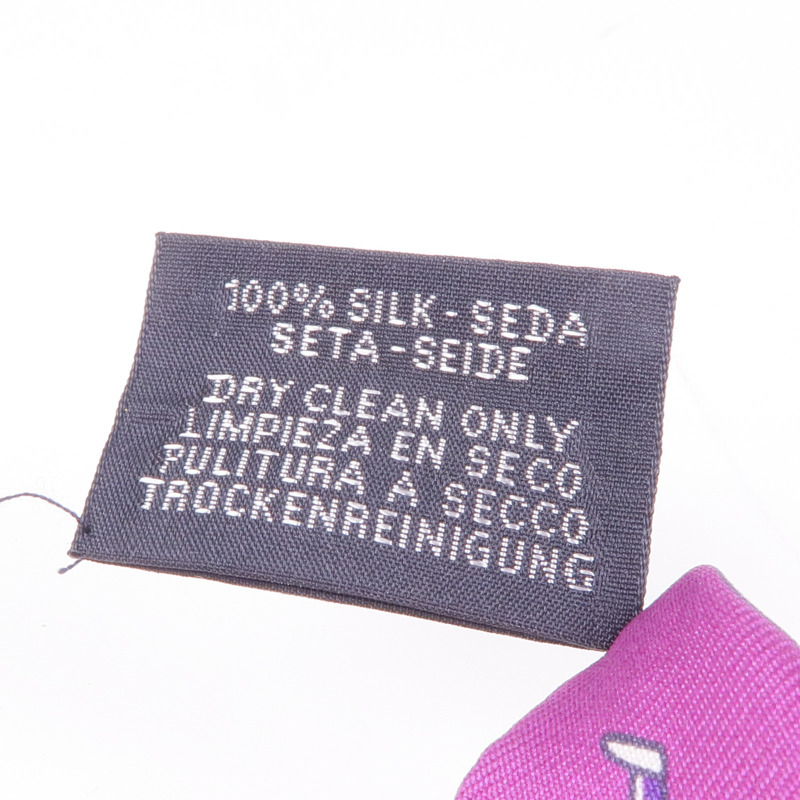 100% SILK - SEDA
SETA - SEIDE
DRY CLEAN ONLY
LIMPIEZA EN SECO
PULITURA A SECCO
TROCKENREINIGUNG